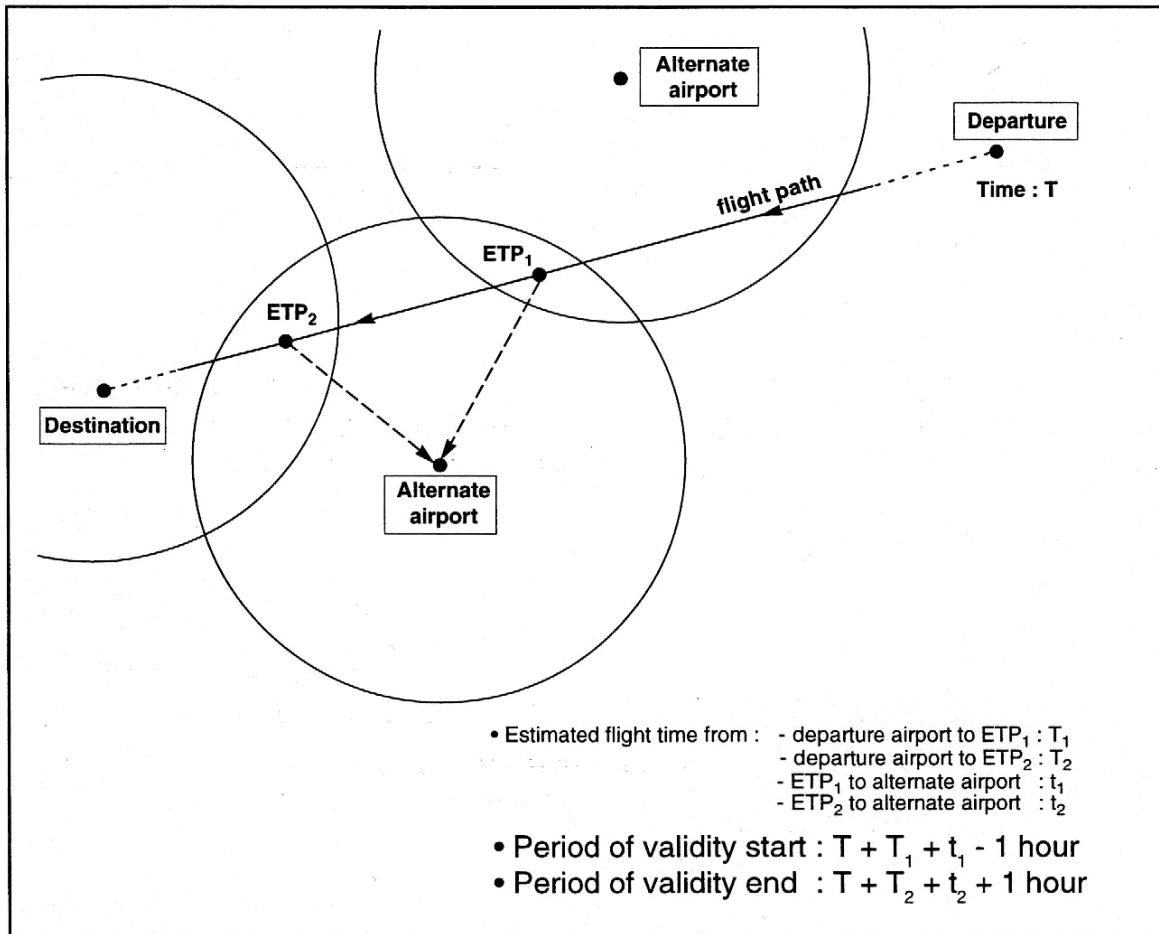 Alternate
airport
Departure
Time : T
flight path
ETP₁
ETP₂
Destination
Alternate
airport
• Estimated flight time from : - departure airport to ETP₁ : T₁
- departure airport to ETP₂ : T₂
- ETP₁ to alternate airport : t₁
- ETP₂ to alternate airport : t₂
• Period of validity start : T + T₁ + t₁ - 1 hour
• Period of validity end : T + T₂ + t₂ + 1 hour